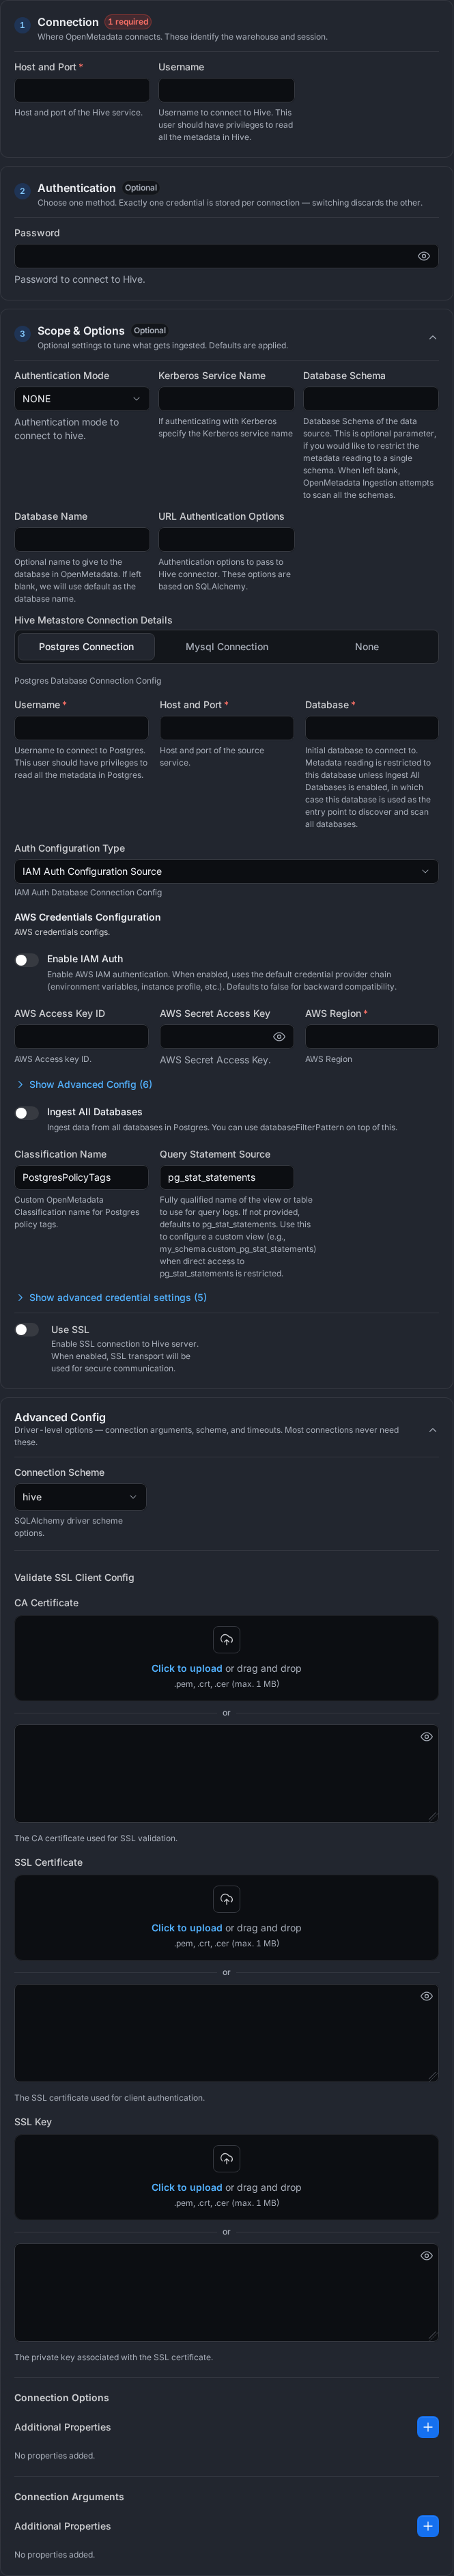 1 Connection 1 required
Where OpenMetadata connects. These identify the warehouse and session.
Host and Port * Username
Host and port of the Hive service. Username to connect to Hive. This
user should have privileges to read
all the metadata in Hive.
2 Authentication Optional
Choose one method. Exactly one credential is stored per connection — switching discards the other.
Password
Password to connect to Hive.
3 Scope & Options Optional
Optional settings to tune what gets ingested. Defaults are applied.
Authentication Mode Kerberos Service Name Database Schema
NONE
Authentication mode to
connect to hive.
If authenticating with Kerberos
specify the Kerberos service name
Database Schema of the data
source. This is optional parameter,
if you would like to restrict the
metadata reading to a single
schema. When left blank,
OpenMetadata Ingestion attempts
to scan all the schemas.
Database Name URL Authentication Options
Optional name to give to the
database in OpenMetadata. If left
blank, we will use default as the
database name.
Authentication options to pass to
Hive connector. These options are
based on SQLAlchemy.
Hive Metastore Connection Details
Postgres Connection Mysql Connection None
Postgres Database Connection Config
Username * Host and Port * Database *
Username to connect to Postgres.
This user should have privileges to
read all the metadata in Postgres.
Host and port of the source
service.
Initial database to connect to.
Metadata reading is restricted to
this database unless Ingest All
Databases is enabled, in which
case this database is used as the
entry point to discover and scan
all databases.
Auth Configuration Type
IAM Auth Configuration Source
IAM Auth Database Connection Config
AWS Credentials Configuration
AWS credentials configs.
Enable IAM Auth
Enable AWS IAM authentication. When enabled, uses the default credential provider chain
(environment variables, instance profile, etc.). Defaults to false for backward compatibility.
AWS Access Key ID AWS Secret Access Key AWS Region *
AWS Access key ID. AWS Secret Access Key. AWS Region
Show Advanced Config (6)
Ingest All Databases
Ingest data from all databases in Postgres. You can use databaseFilterPattern on top of this.
Classification Name Query Statement Source
PostgresPolicyTags pg_stat_statements
Custom OpenMetadata
Classification name for Postgres
policy tags.
Fully qualified name of the view or table
to use for query logs. If not provided,
defaults to pg_stat_statements. Use this
to configure a custom view (e.g.,
my_schema.custom_pg_stat_statements)
when direct access to
pg_stat_statements is restricted.
Show advanced credential settings (5)
Use SSL
Enable SSL connection to Hive server.
When enabled, SSL transport will be
used for secure communication.
Advanced Config
Driver-level options — connection arguments, scheme, and timeouts. Most connections never need
these.
Connection Scheme
hive
SQLAlchemy driver scheme
options.
Validate SSL Client Config
CA Certificate
Click to upload or drag and drop
.pem, .crt, .cer (max. 1 MB)
or
The CA certificate used for SSL validation.
SSL Certificate
Click to upload or drag and drop
.pem, .crt, .cer (max. 1 MB)
or
The SSL certificate used for client authentication.
SSL Key
Click to upload or drag and drop
.pem, .crt, .cer (max. 1 MB)
or
The private key associated with the SSL certificate.
Connection Options
Additional Properties
No properties added.
Connection Arguments
Additional Properties
No properties added.